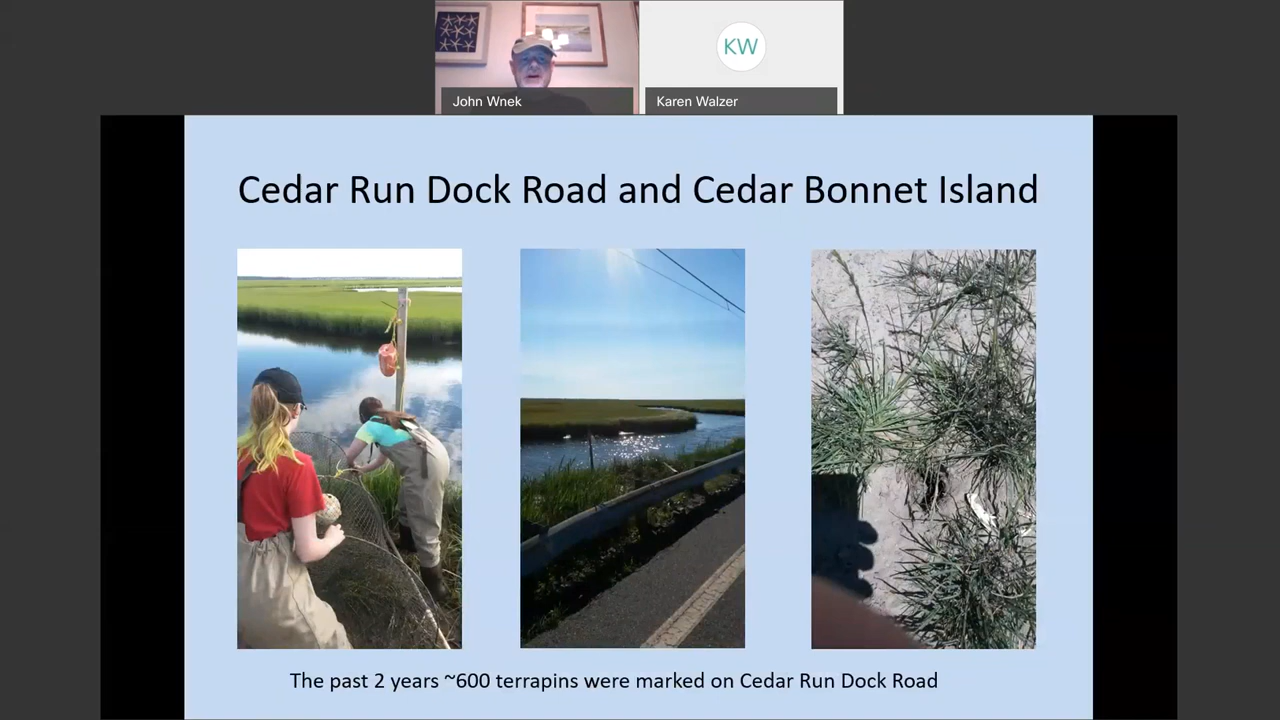 KW
John Wnek
Karen Walzer
Cedar Run Dock Road and Cedar Bonnet Island
The past 2 years ~600 terrapins were marked on Cedar Run Dock Road